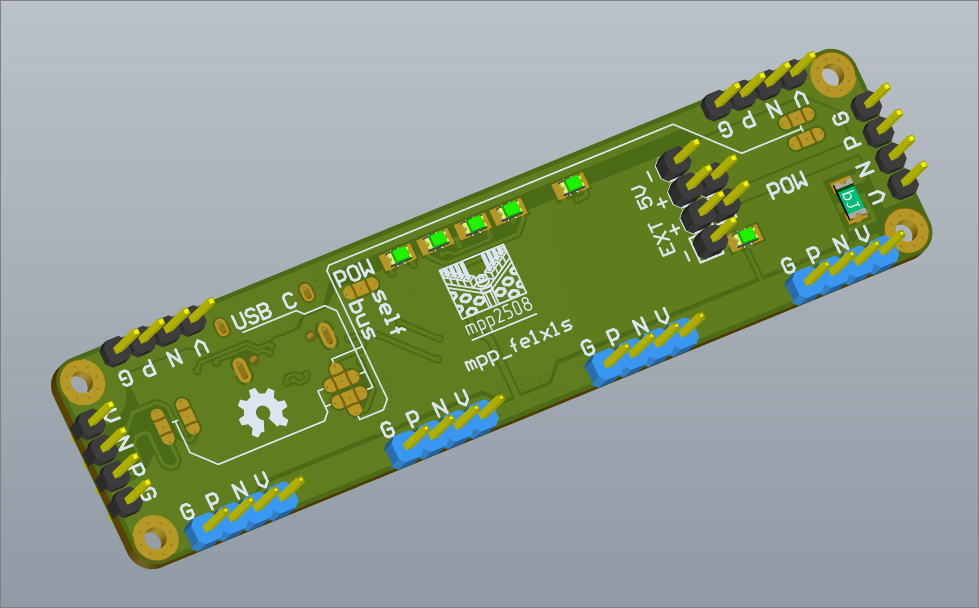 V N P G
G P N V
POW
5V - +
EXT + -
POW
self
bus
USB C
V N P G
V N P G
mpp2508
mpp_fe1x1s
G P N V
G P N V
G P N V
G P N V